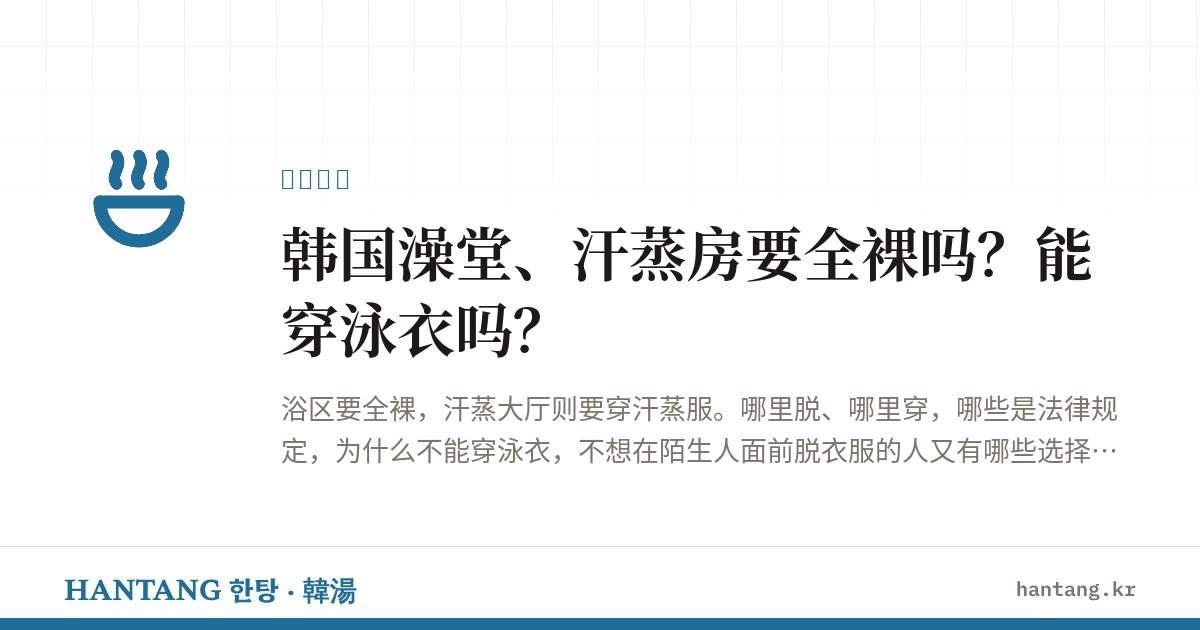 韩国澡堂、汗蒸房要全裸吗？能
穿泳衣吗？
浴区要全裸，汗蒸大厅则要穿汗蒸服。哪里脱、哪里穿，哪些是法律规
定，为什么不能穿泳衣，不想在陌生人面前脱衣服的人又有哪些选择…
HANTANG 한탕 · 韓湯
hantang.kr